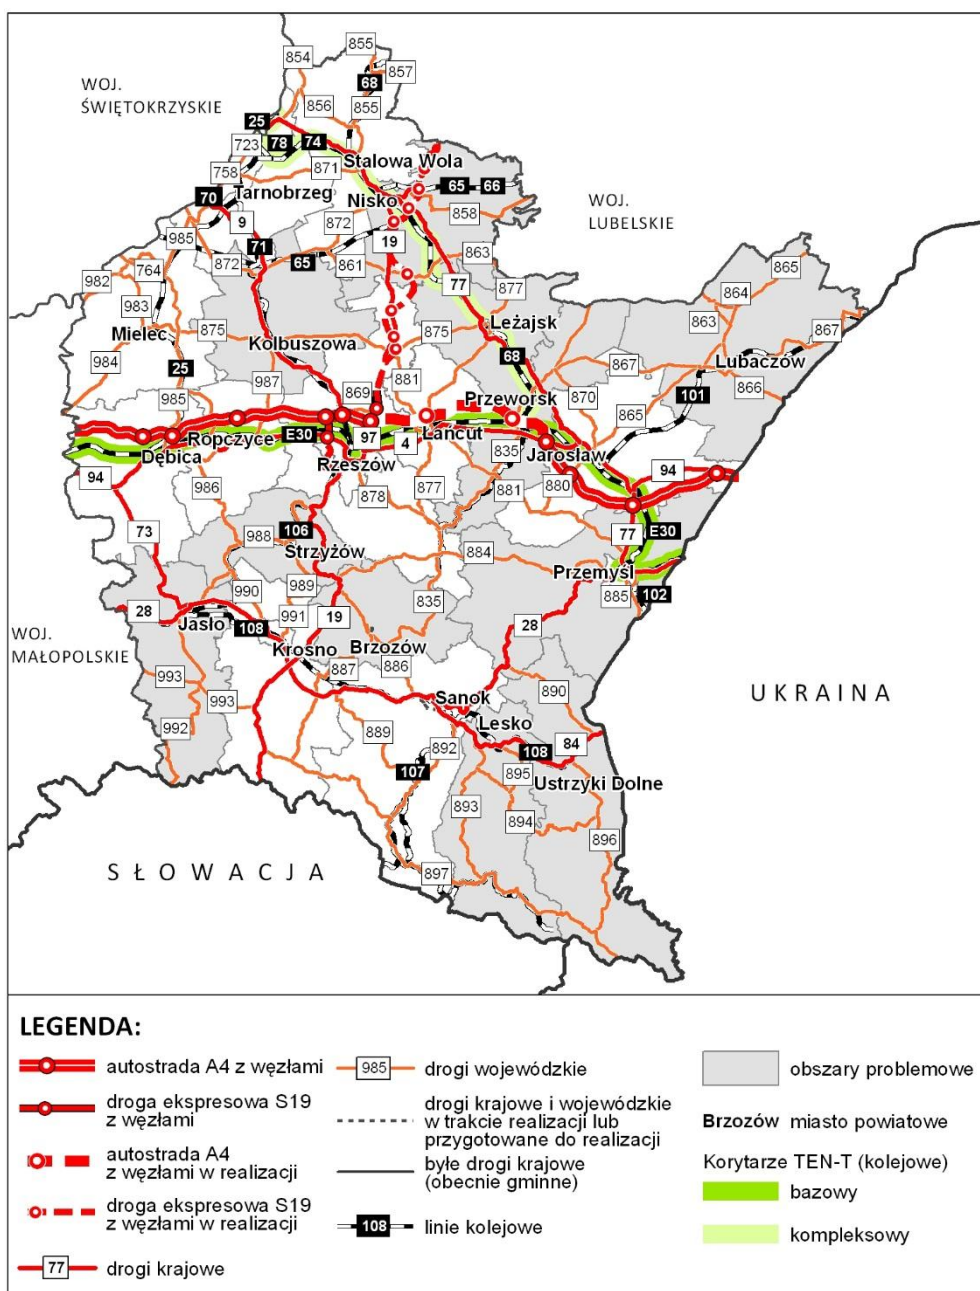 855
854
857
WOJ.
ŚWIĘTOKRZYSKIE
68
856
855
25
723
78
74
871
Stalowa Wola
758
65
66
Tarnobrzeg
Nisko
WOJ.
LUBELSKIE
70
9
872
858
19
985
71
872
65
861
863
865
982
764
77
877
864
983
863
Mielec
875
875
Leżajsk
867
Kolbuszowa
68
984
25
867
Lubaczów
987
869
881
866
985
Przeworsk
870
101
865
Ropczyce
E30
97
4
Łańcut
835
Jarosław
Dębica
Rzeszów
94
94
986
878
877
881
880
73
106
77
E30
988
Strzyżów
884
Przemyśl
990
989
835
885
102
28
991
19
28
WOJ.
MAŁOPOLSKIE
Jasło
108
Krosno
Brzozów
887
886
993
890
UKRAINA
993
Sanok
992
Lesko
889
892
108
84
107
895
Ustrzyki Dolne
893
894
896
SŁOWACJA
897
LEGENDA:
autostrada A4 z węzłami
droga ekspresowa S19
z węzłami
autostrada A4
z węzłami w realizacji
droga ekspresowa S19
z węzłami w realizacji
77 drogi krajowe
985 drogi wojewódzkie
drogi krajowe i wojewódzkie
w trakcie realizacji lub
przygotowane do realizacji
byłe drogi krajowe
(obecnie gminne)
108 linie kolejowe
obszary problemowe
Brzozów miasto powiatowe
Korytarze TEN-T (kolejowe)
bazowy
kompleksowy